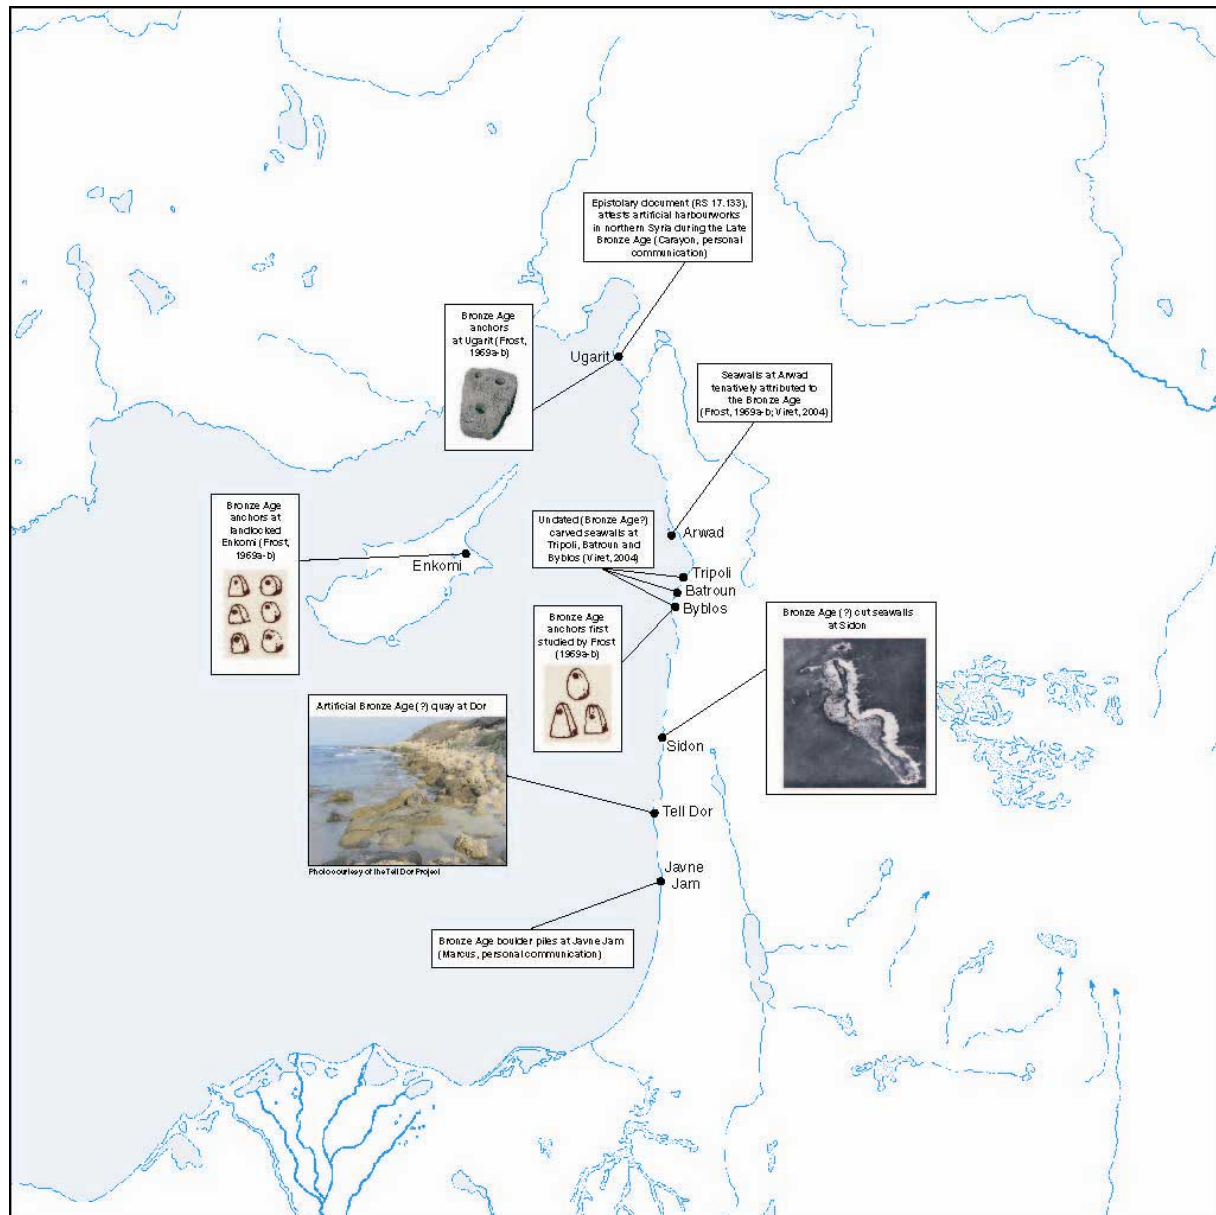 Epistolary document (RS 17.133),
attests artificial harbourworks
in northern Syria during the Late
Bronze Age (Carayon, personal
communication)
Bronze Age
anchors
at Ugarit (Frost,
1969a-b)
Ugarit
Seawalls at Arwad
tenatively attributed to
the Bronze Age
(Frost, 1969a-b; Viret, 2004)
Bronze Age
anchors at
landlocked
Enkomi (Frost,
1969a-b)
Enkomi
Undated (Bronze Age?)
carved seawalls at
Tripoli, Batroun and
Byblos (Viret, 2004)
Arwad
Tripoli
Batroun
Byblos
Bronze Age
anchors first
studied by Frost
(1969a-b)
Bronze Age (?) cut seawalls
at Sidon
Sidon
Artificial Bronze Age (?) quay at Dor
Photo courtesy of the Tell Dor Project
Tell Dor
Javne
Jam
Bronze Age boulder piles at Javne Jam
(Marcus, personal communication)